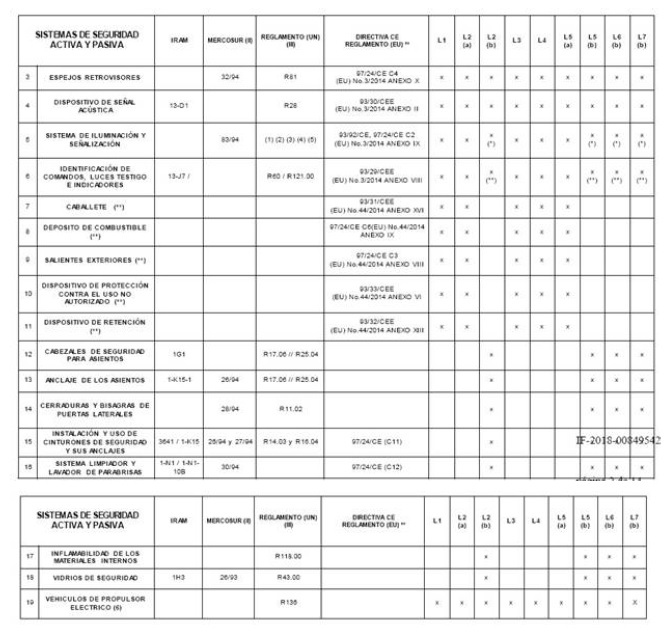 SISTEMAS DE SEGURIDAD ACTIVA Y PASIVA | IRAM | MERCOSUR (II) | REGLAMENTO (UN) (III) | DIRECTIVA CE REGLAMENTO (EU) ** | L1 | L2 (a) | L2 (b) | L3 | L4 | L5 (a) | L5 (b) | L6 (b) | L7 (b)
3 | ESPEJOS RETROVISORES | | 32/94 | R81 | 97/24/CE C4 (EU) No.3/2014 ANEXO X | x | x | x | x | x | x | x | x | x
4 | DISPOSITIVO DE SEÑAL ACÚSTICA | 13-D1 | | R28 | 93/30/CEE (EU) No.3/2014 ANEXO II | x | x | x | x | x | x | x | x | x
5 | SISTEMA DE ILUMINACIÓN Y SEÑALIZACIÓN | | 83/94 | (1) (2) (3) (4) (5) | 93/92/CE, 97/24/CE C2 (EU) No.3/2014 ANEXO IX | x | x | x (*) | x | x | x | x (*) | x (*) | x (*)
6 | IDENTIFICACIÓN DE COMANDOS, LUCES TESTIGO E INDICADORES | 13-J7 / | | R60 / R121.00 | 93/29/CEE (EU) No.3/2014 ANEXO VIII | x | x | x (**) | x | x | x | x (**) | x (**) | x (**)
7 | CABALLETE (**) | | | | 93/31/CEE (EU) No.44/2014 ANEXO XVI | x | x | | x | x | x | | |
8 | DEPOSITO DE COMBUSTIBLE (**) | | | | 97/24/CE C6(EU) No.44/2014 ANEXO IX | x | x | | x | x | x | | |
9 | SALIENTES EXTERIORES (**) | | | | 97/24/CE C3 (EU) No.44/2014 ANEXO VIII | x | x | | x | x | x | | |
10 | DISPOSITIVO DE PROTECCIÓN CONTRA EL USO NO AUTORIZADO (**) | | | | 93/33/CEE (EU) No.44/2014 ANEXO VI | x | x | | x | x | x | | |
11 | DISPOSITIVO DE RETENCIÓN (**) | | | | 93/32/CEE (EU) No.44/2014 ANEXO XIII | x | x | | x | x | x | | |
12 | CABEZALES DE SEGURIDAD PARA ASIENTOS | 1G1 | | R17.06 // R25.04 | | | | x | | | | x | x | x
13 | ANCLAJE DE LOS ASIENTOS | 1-K15-1 | 26/94 | R17.06 // R25.04 | | | | x | | | | x | x | x
14 | CERRADURAS Y BISAGRAS DE PUERTAS LATERALES | | 28/94 | R11.02 | | | | x | | | | x | x | x
15 | INSTALACIÓN Y USO DE CINTURONES DE SEGURIDAD Y SUS ANCLAJES | 3641 / 1-K15 | 26/94 y 27/94 | R14.03 y R16.04 | 97/24/CE (C11) | | | x | | | | IF-2018-00849542
16 | SISTEMA LIMPIADOR Y LAVADOR DE PARABRISAS | 1-N1 / 1-N1-10B | 30/94 | | 97/24/CE (C12) | | | x | | | | x | x | x
SISTEMAS DE SEGURIDAD ACTIVA Y PASIVA | IRAM | MERCOSUR (II) | REGLAMENTO (UN) (III) | DIRECTIVA CE REGLAMENTO (EU) ** | L1 | L2 (a) | L2 (b) | L3 | L4 | L5 (a) | L5 (b) | L6 (b) | L7 (b)
17 | INFLAMABILIDAD DE LOS MATERIALES INTERNOS | | | R118.00 | | | | x | | | | x | x | x
18 | VIDRIOS DE SEGURIDAD | 1H3 | 26/93 | R43.00 | | | | x | | | | x | x | x
19 | VEHICULOS DE PROPULSOR ELECTRICO (6) | | | R136 | | x | x | x | x | x | x | x | x | X